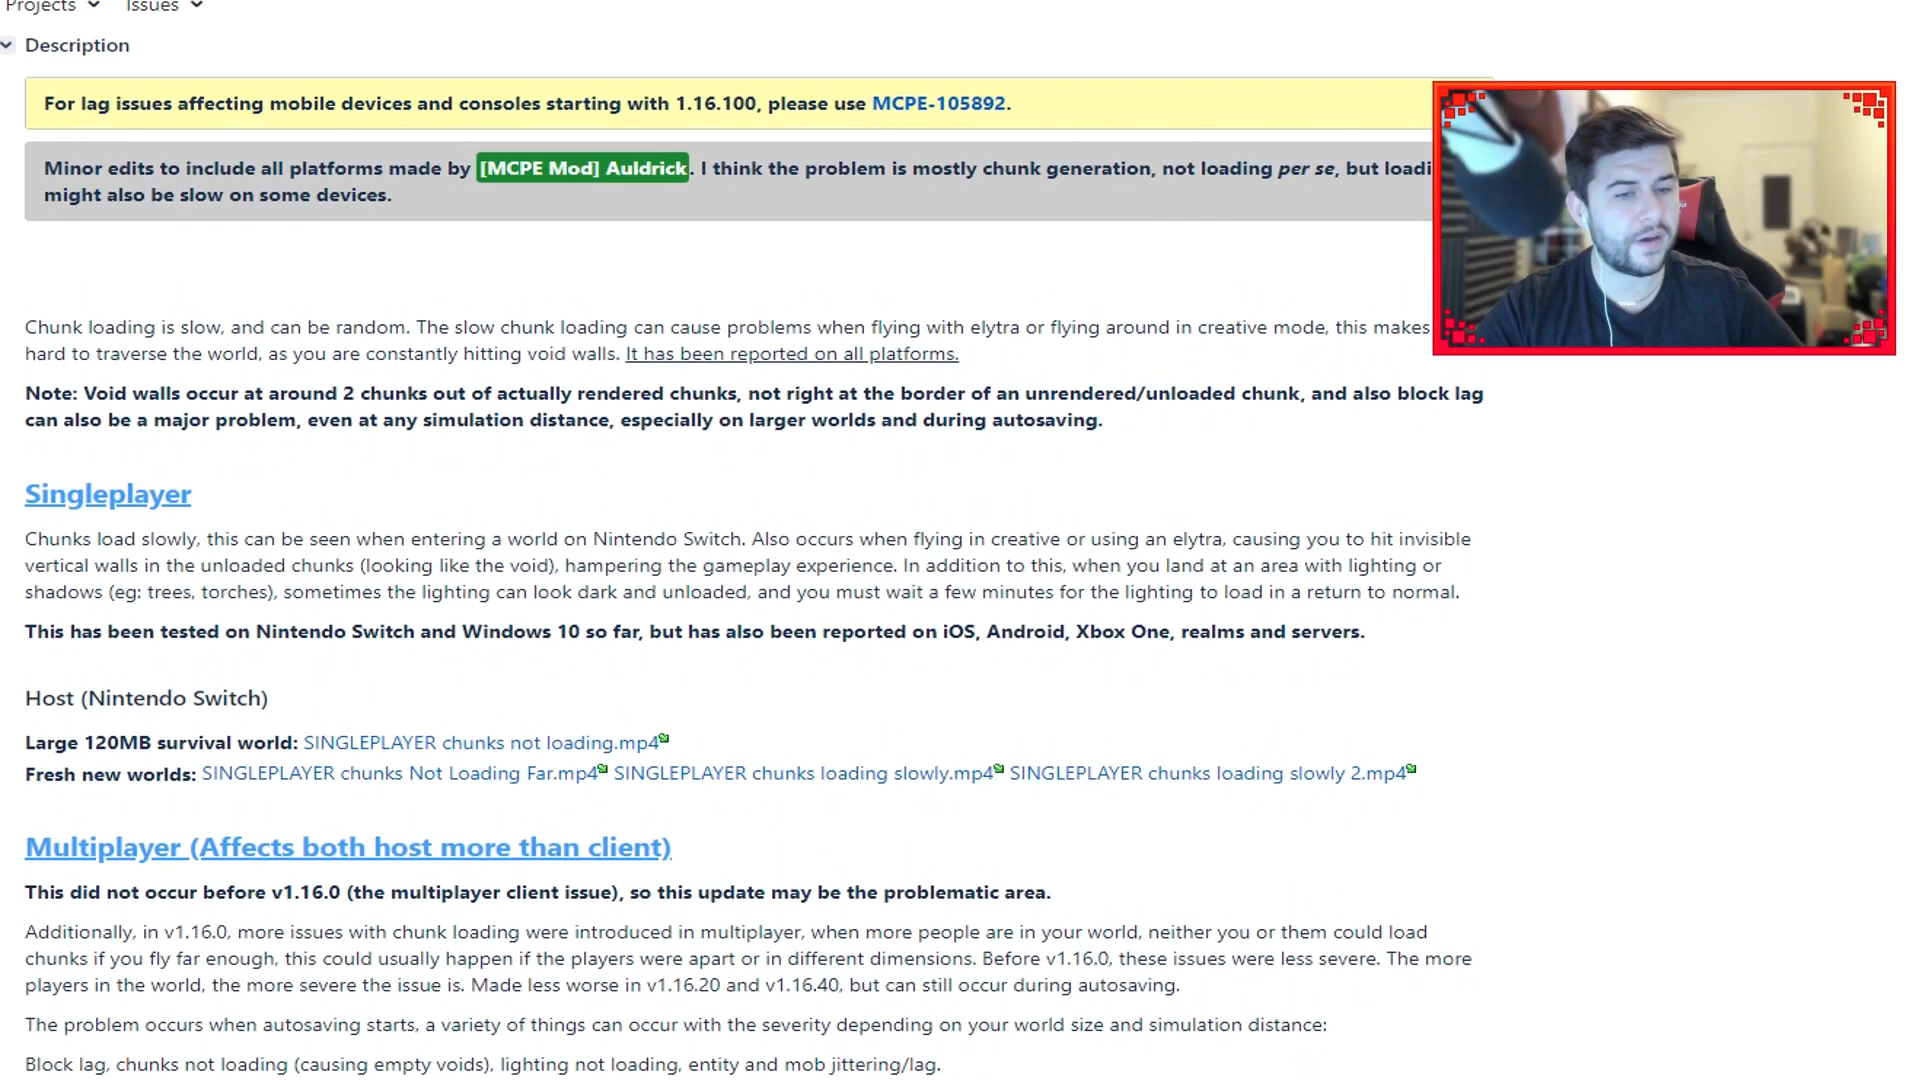 Projects Issues
Description
For lag issues affecting mobile devices and consoles starting with 1.16.100, please use MCPE-105892.
Minor edits to include all platforms made by [MCPE Mod] Auldrick. I think the problem is mostly chunk generation, not loading per se, but loadi
might also be slow on some devices.
Chunk loading is slow, and can be random. The slow chunk loading can cause problems when flying with elytra or flying around in creative mode, this makes
hard to traverse the world, as you are constantly hitting void walls. It has been reported on all platforms.
Note: Void walls occur at around 2 chunks out of actually rendered chunks, not right at the border of an unrendered/unloaded chunk, and also block lag
can also be a major problem, even at any simulation distance, especially on larger worlds and during autosaving.
Singleplayer
Chunks load slowly, this can be seen when entering a world on Nintendo Switch. Also occurs when flying in creative or using an elytra, causing you to hit invisible
vertical walls in the unloaded chunks (looking like the void), hampering the gameplay experience. In addition to this, when you land at an area with lighting or
shadows (eg: trees, torches), sometimes the lighting can look dark and unloaded, and you must wait a few minutes for the lighting to load in a return to normal.
This has been tested on Nintendo Switch and Windows 10 so far, but has also been reported on iOS, Android, Xbox One, realms and servers.
Host (Nintendo Switch)
Large 120MB survival world: SINGLEPLAYER chunks not loading.mp4
Fresh new worlds: SINGLEPLAYER chunks Not Loading Far.mp4 SINGLEPLAYER chunks loading slowly.mp4 SINGLEPLAYER chunks loading slowly 2.mp4
Multiplayer (Affects both host more than client)
This did not occur before v1.16.0 (the multiplayer client issue), so this update may be the problematic area.
Additionally, in v1.16.0, more issues with chunk loading were introduced in multiplayer, when more people are in your world, neither you or them could load
chunks if you fly far enough, this could usually happen if the players were apart or in different dimensions. Before v1.16.0, these issues were less severe. The more
players in the world, the more severe the issue is. Made less worse in v1.16.20 and v1.16.40, but can still occur during autosaving.
The problem occurs when autosaving starts, a variety of things can occur with the severity depending on your world size and simulation distance:
Block lag, chunks not loading (causing empty voids), lighting not loading, entity and mob jittering/lag.